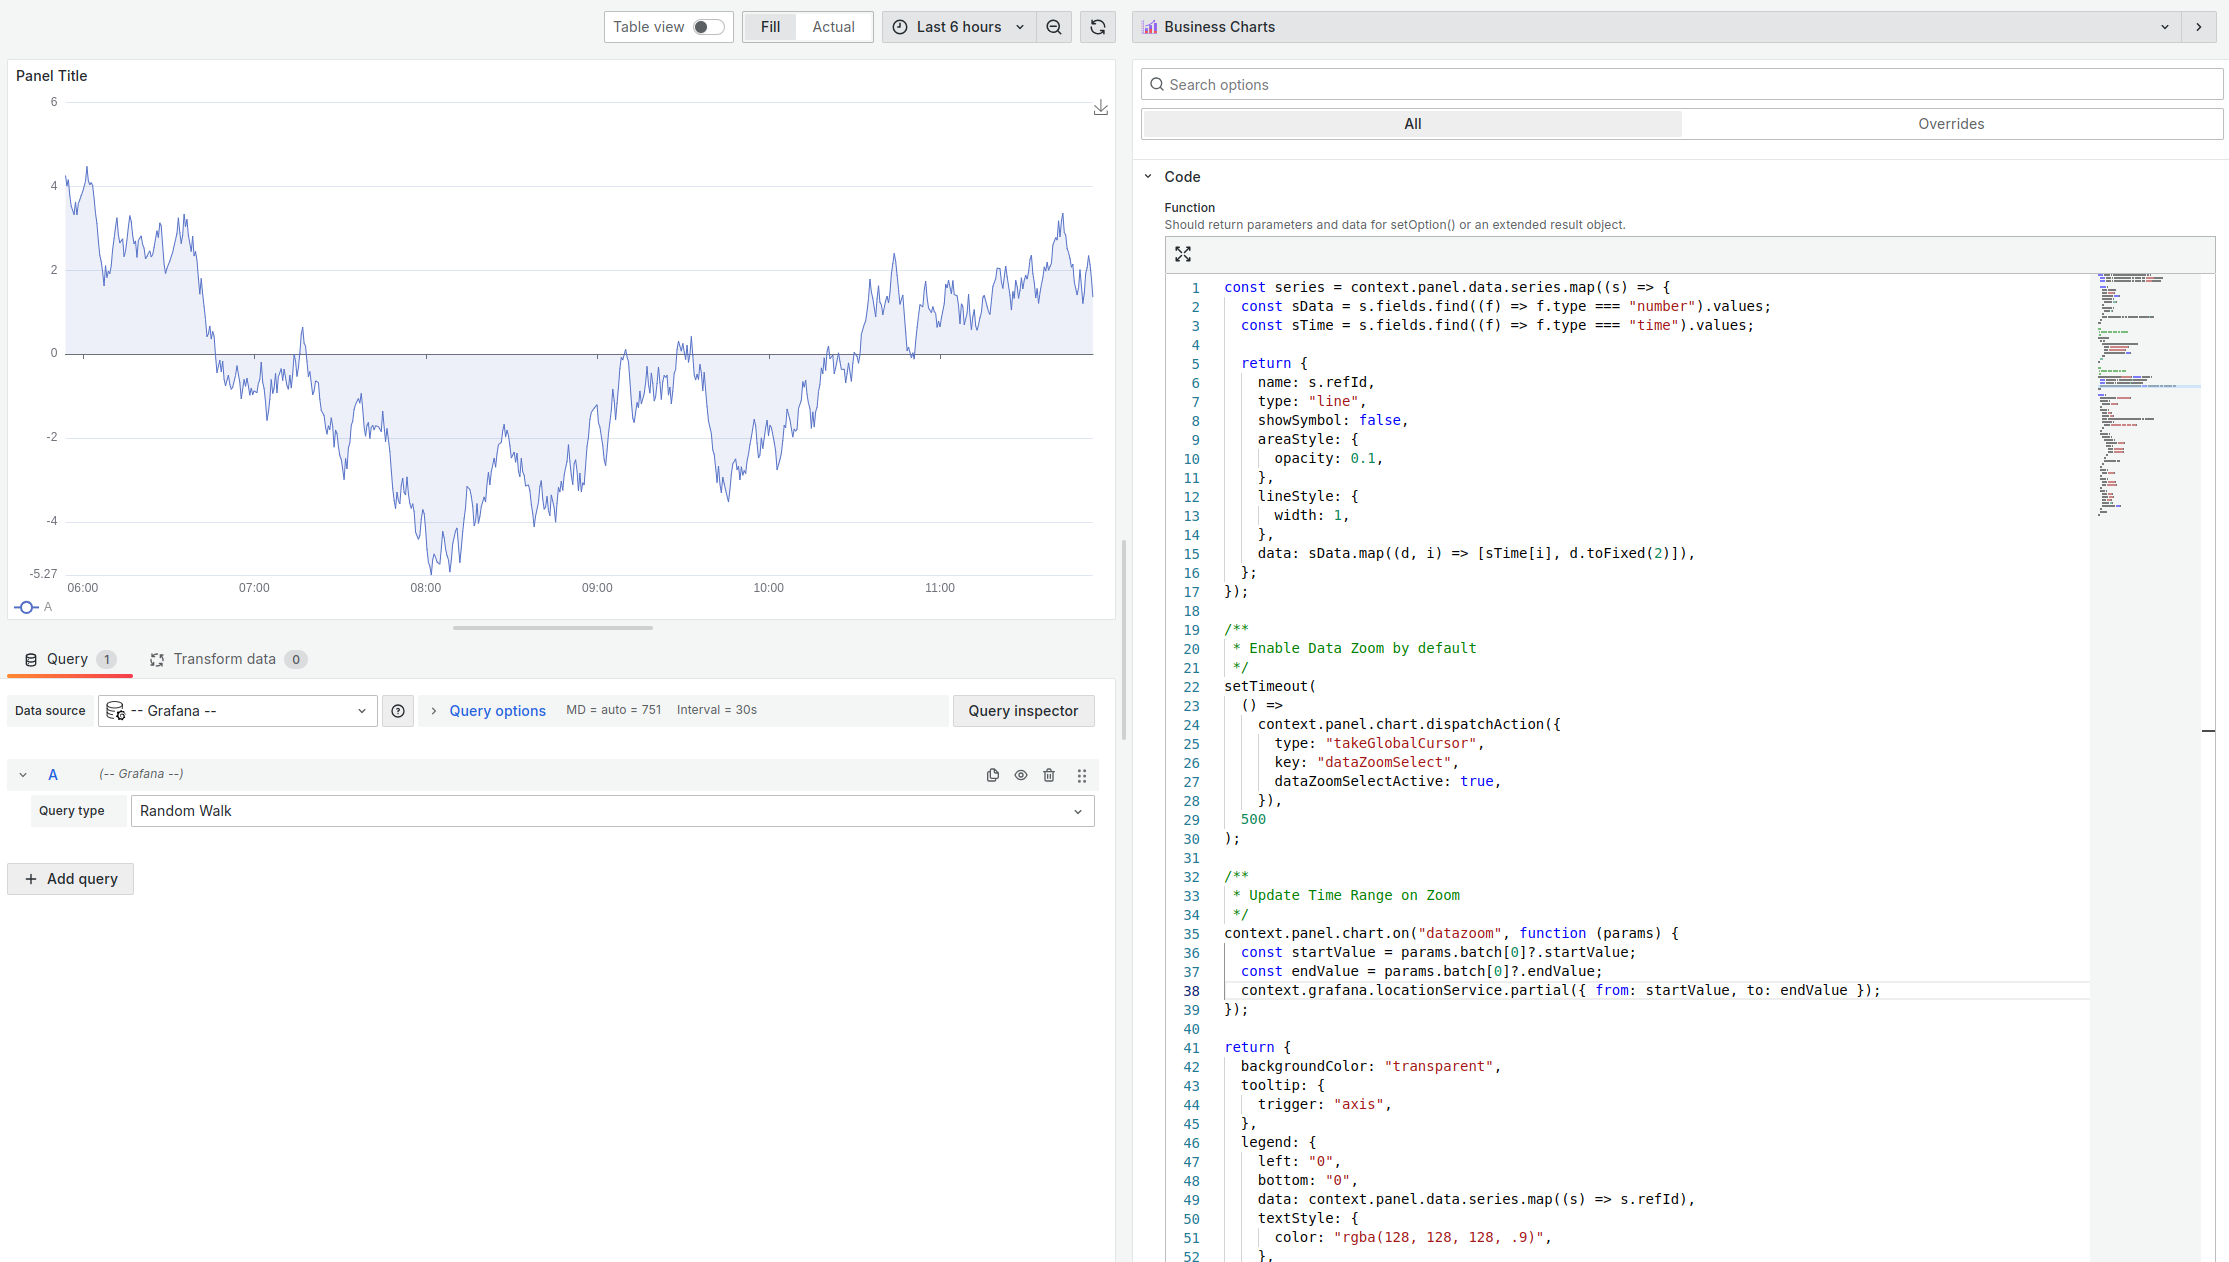 Table view
Fill
Actual
Last 6 hours
Business Charts
Panel Title
6
4
2
0
-2
-4
-5.27
06:00
07:00
08:00
09:00
10:00
11:00
A
Query 1
Transform data 0
Data source
-- Grafana --
Query options
MD = auto = 751
Interval = 30s
Query inspector
A
(-- Grafana --)
Query type
Random Walk
Add query
Search options
All
Overrides
Code
Function
Should return parameters and data for setOption() or an extended result object.
1 const series = context.panel.data.series.map((s) => {
2 const sData = s.fields.find((f) => f.type === "number").values;
3 const sTime = s.fields.find((f) => f.type === "time").values;
4
5 return {
6 name: s.refId,
7 type: "line",
8 showSymbol: false,
9 areaStyle: {
10 opacity: 0.1,
11 },
12 lineStyle: {
13 width: 1,
14 },
15 data: sData.map((d, i) => [sTime[i], d.toFixed(2)]),
16 };
17 });
18
19 /**
20 * Enable Data Zoom by default
21 */
22 setTimeout(
23 () =>
24 context.panel.chart.dispatchAction({
25 type: "takeGlobalCursor",
26 key: "dataZoomSelect",
27 dataZoomSelectActive: true,
28 }),
29 500
30 );
31
32 /**
33 * Update Time Range on Zoom
34 */
35 context.panel.chart.on("datazoom", function (params) {
36 const startValue = params.batch[0]?.startValue;
37 const endValue = params.batch[0]?.endValue;
38 context.grafana.locationService.partial({ from: startValue, to: endValue });
39 });
40
41 return {
42 backgroundColor: "transparent",
43 tooltip: {
44 trigger: "axis",
45 },
46 legend: {
47 left: "0",
48 bottom: "0",
49 data: context.panel.data.series.map((s) => s.refId),
50 textStyle: {
51 color: "rgba(128, 128, 128, .9)",
52 },